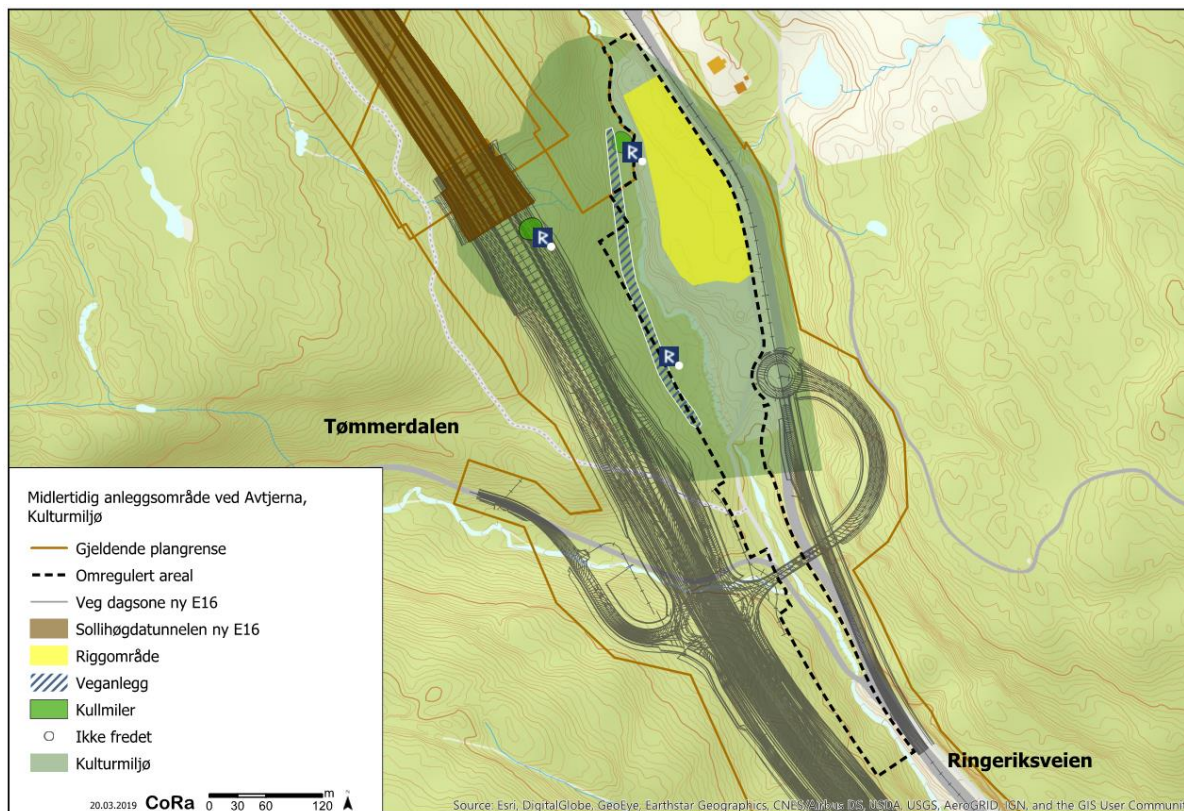 Tømmerdalen
Midlertidig anleggsområde ved Avtjerna,
Kulturmiljø
Gjeldende plangrense
Omregulert areal
Veg dagsone ny E16
Sollihøgdatunnelen ny E16
Riggområde
Veganlegg
Kullmiler
Ikke fredet
Kulturmiljø
20.03.2019 CoRa 0 30 60 120 m
R
R
R
Ringeriksveien
Source: Esri, DigitalGlobe, GeoEye, Earthstar Geographics, CNES/Airbus DS, USDA, USGS, AeroGRID, IGN, and the GIS User Communit